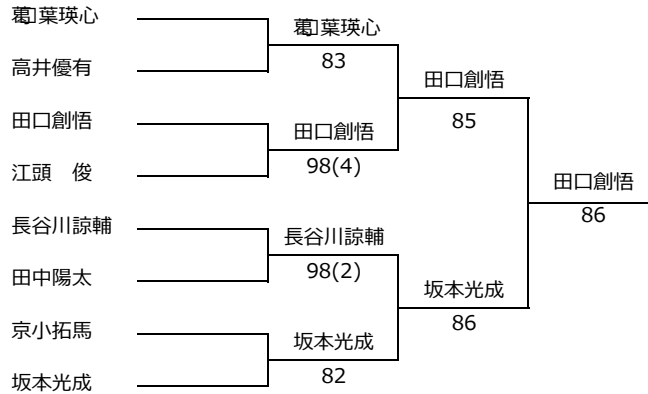 葛󠄀葉瑛心
高井優有
田口創悟
江頭　俊
長谷川諒輔
田中陽太
京小拓馬
坂本光成
葛󠄀葉瑛心
83
田口創悟
98(4)
長谷川諒輔
98(2)
坂本光成
82
田口創悟
85
坂本光成
86
田口創悟
86